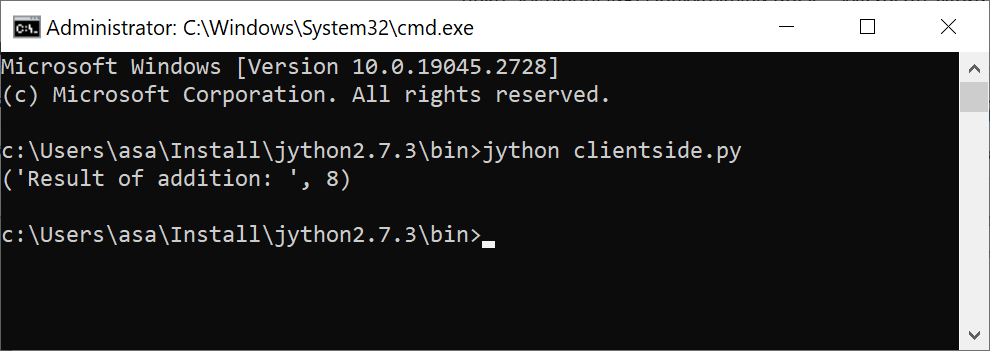 Administrator: C:\Windows\System32\cmd.exe
Microsoft Windows [Version 10.0.19045.2728]
(c) Microsoft Corporation. All rights reserved.
c:\Users\asa\Install\jython2.7.3\bin>jython clientside.py
('Result of addition: ', 8)
c:\Users\asa\Install\jython2.7.3\bin>